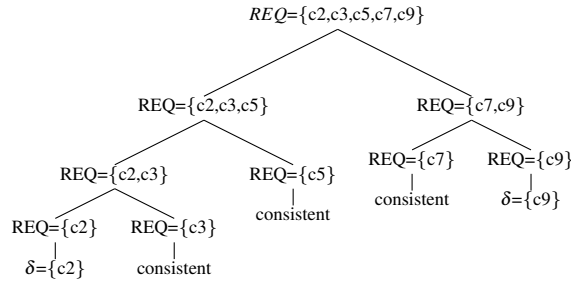 REQ={c2,c3,c5,c7,c9}
REQ={c2,c3,c5} REQ={c7,c9}
REQ={c2,c3} REQ={c5} REQ={c7} REQ={c9}
consistent consistent δ={c9}
REQ={c2} REQ={c3}
δ={c2} consistent